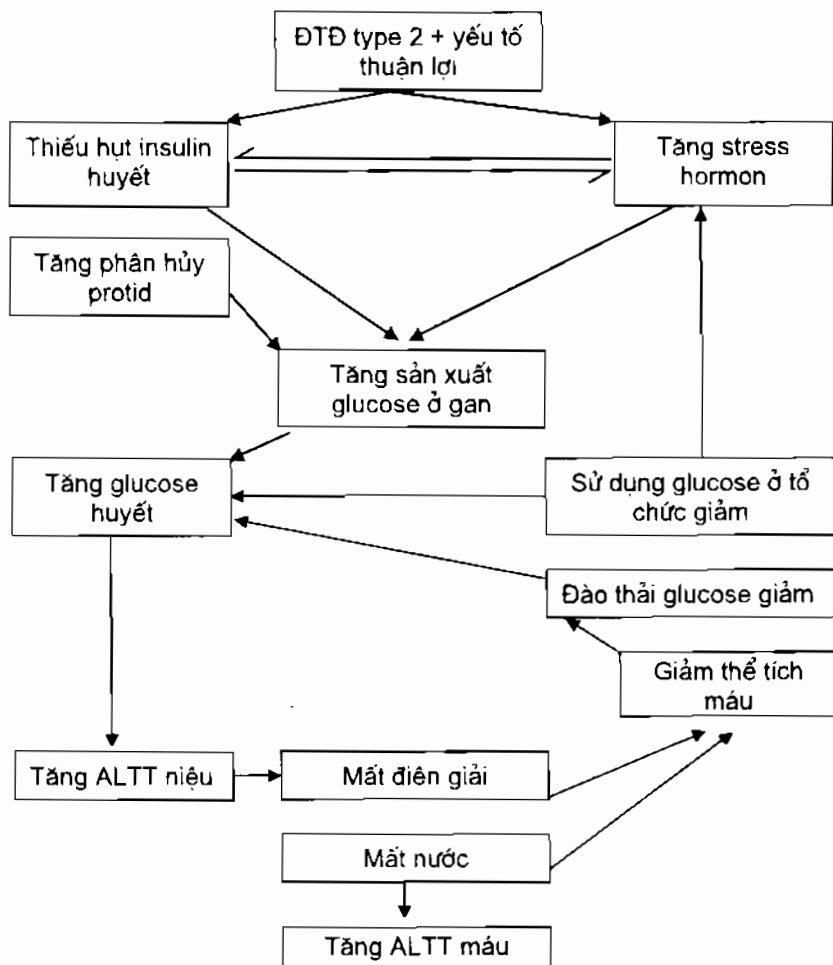 ĐTĐ type 2 + yếu tố
thuận lợi
Thiếu hụt insulin
huyết
Tăng stress
hormon
Tăng phân hủy
protid
Tăng sản xuất
glucose ở gan
Tăng glucose
huyết
Sử dụng glucose ở tổ
chức giảm
Đào thải glucose giảm
Giảm thể tích
máu
Tăng ALTT niệu
Mất điện giải
Mất nước
Tăng ALTT máu